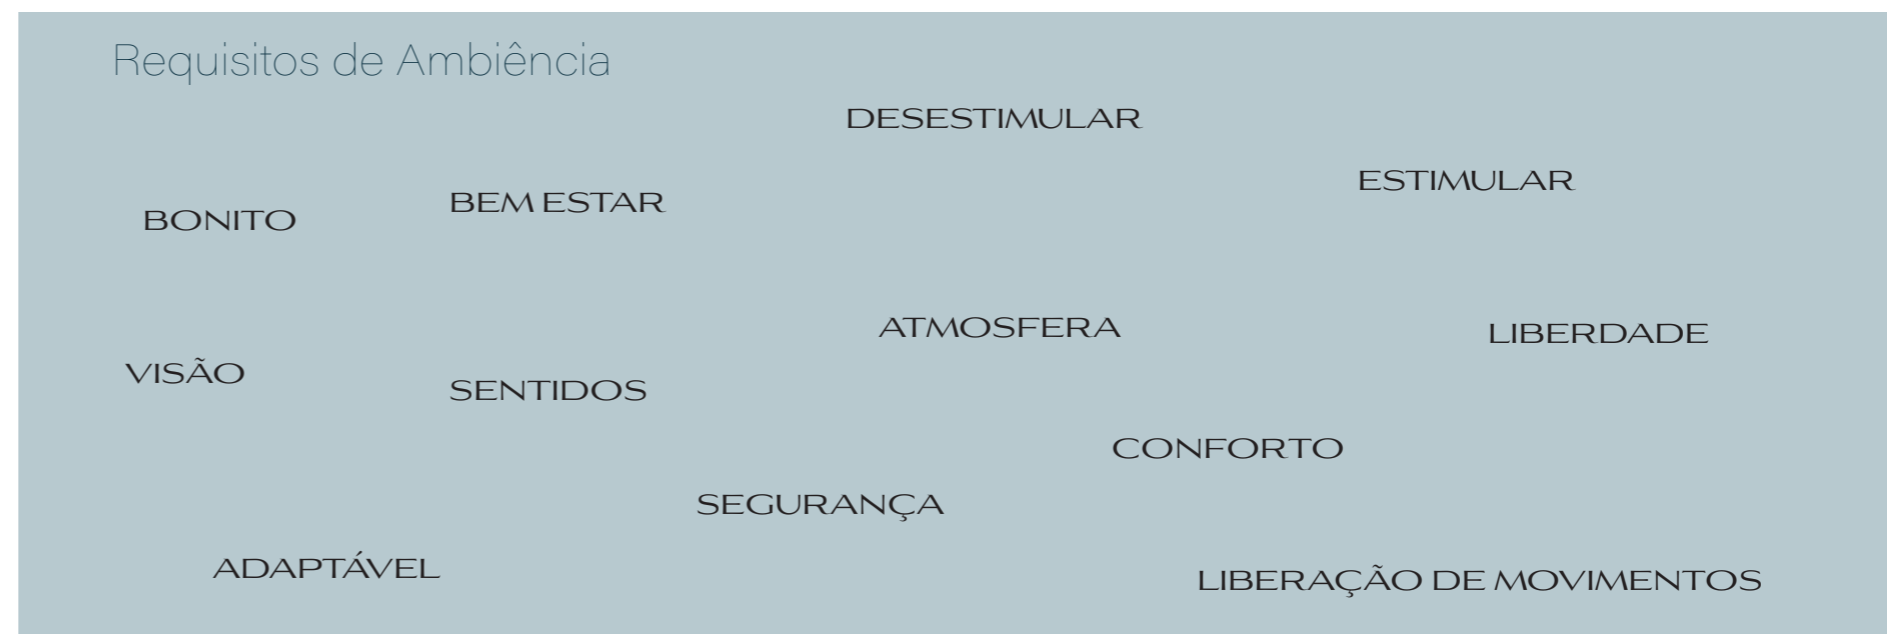 Requisitos de Ambiência
DESESTIMULAR
ESTIMULAR
BEM ESTAR
BONITO
ATMOSFERA
LIBERDADE
VISÃO
SENTIDOS
CONFORTO
SEGURANÇA
ADAPTÁVEL
LIBERAÇÃO DE MOVIMENTOS